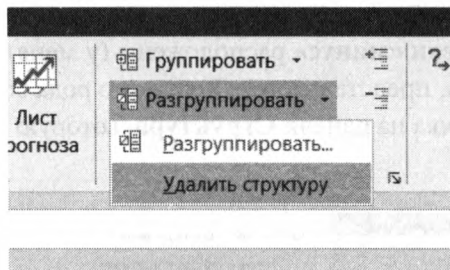 Группировать
Разгруппировать
Лист
рогноза
Разгруппировать...
Удалить структуру